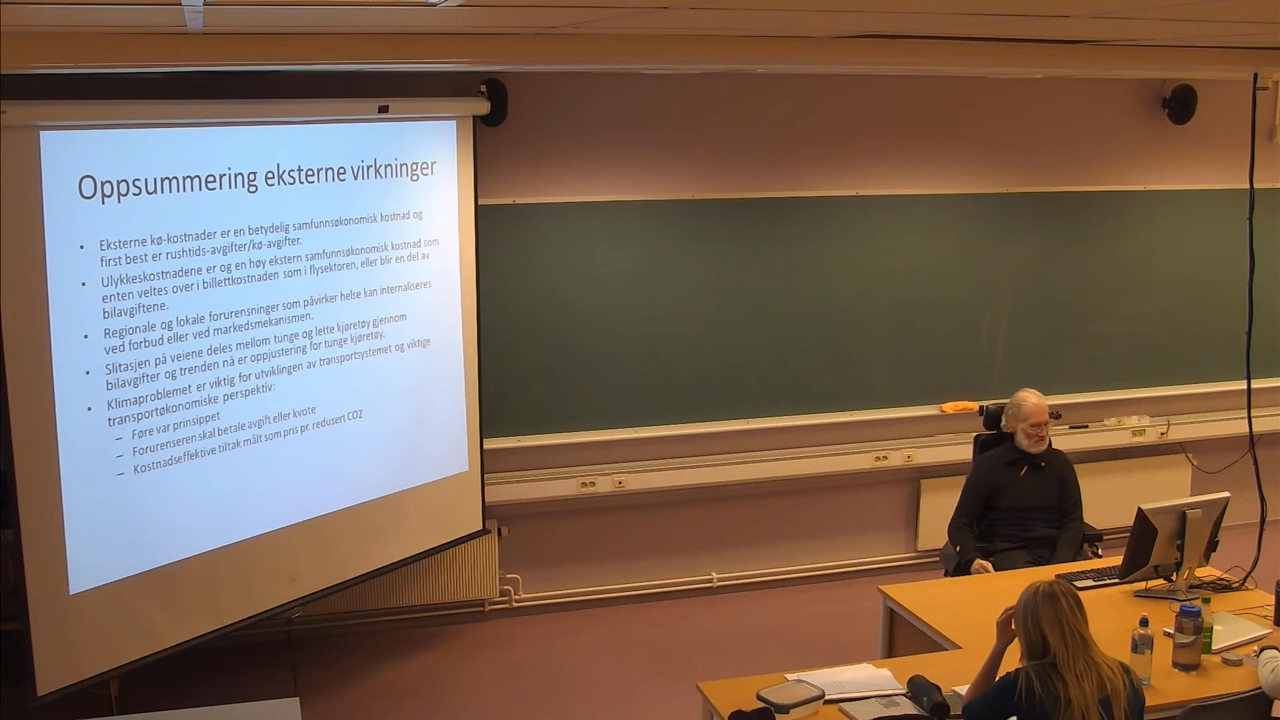 Oppsummering eksterne virkninger
• Eksterne kø-kostnader er en betydelig samfunnsøkonomisk kostnad og
first best er rushtids-avgifter/kø-avgifter.
• Ulykkeskostnadene er og en høy ekstern samfunnsøkonomisk kostnad som
enten veltes over i billettkostnaden som i flysektoren, eller blir en del av
bilavgiftene.
• Regionale og lokale forurensninger som påvirker helse kan internaliseres
ved forbud eller ved markedsmekanismen.
• Slitasjen på veiene deles mellom tunge og lette kjøretøy gjennom
bilavgifter og trenden nå er oppjustering for tunge kjøretøy.
• Klimaproblemet er viktig for utviklingen av transportsystemet og viktige
transportøkonomiske perspektiv:
– Føre var prinsippet
– Forurenseren skal betale avgift eller kvote
– Kostnadseffektive tiltak målt som pris pr. redusert CO2